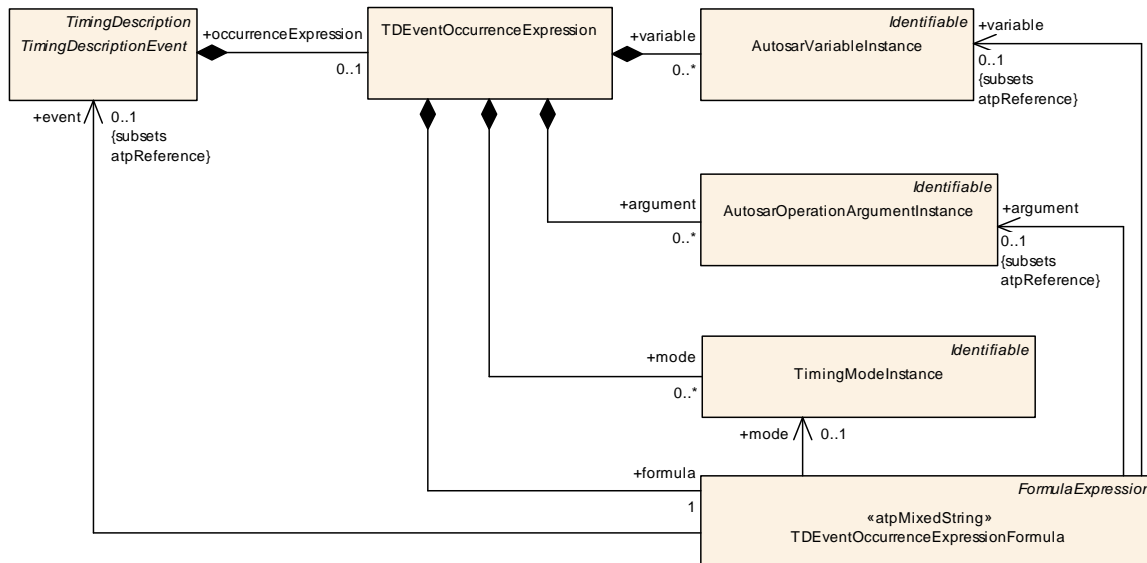 TimingDescription
TimingDescriptionEvent
+occurrenceExpression
0..1
TDEventOccurrenceExpression
+variable
0..*
Identifiable
AutosarVariableInstance
+variable
0..1
{subsets
atpReference}
+event
0..1
{subsets
atpReference}
+argument
0..*
Identifiable
AutosarOperationArgumentInstance
+argument
0..1
{subsets
atpReference}
+mode
0..*
Identifiable
TimingModeInstance
+mode
0..1
+formula
1
FormulaExpression
«atpMixedString»
TDEventOccurrenceExpressionFormula